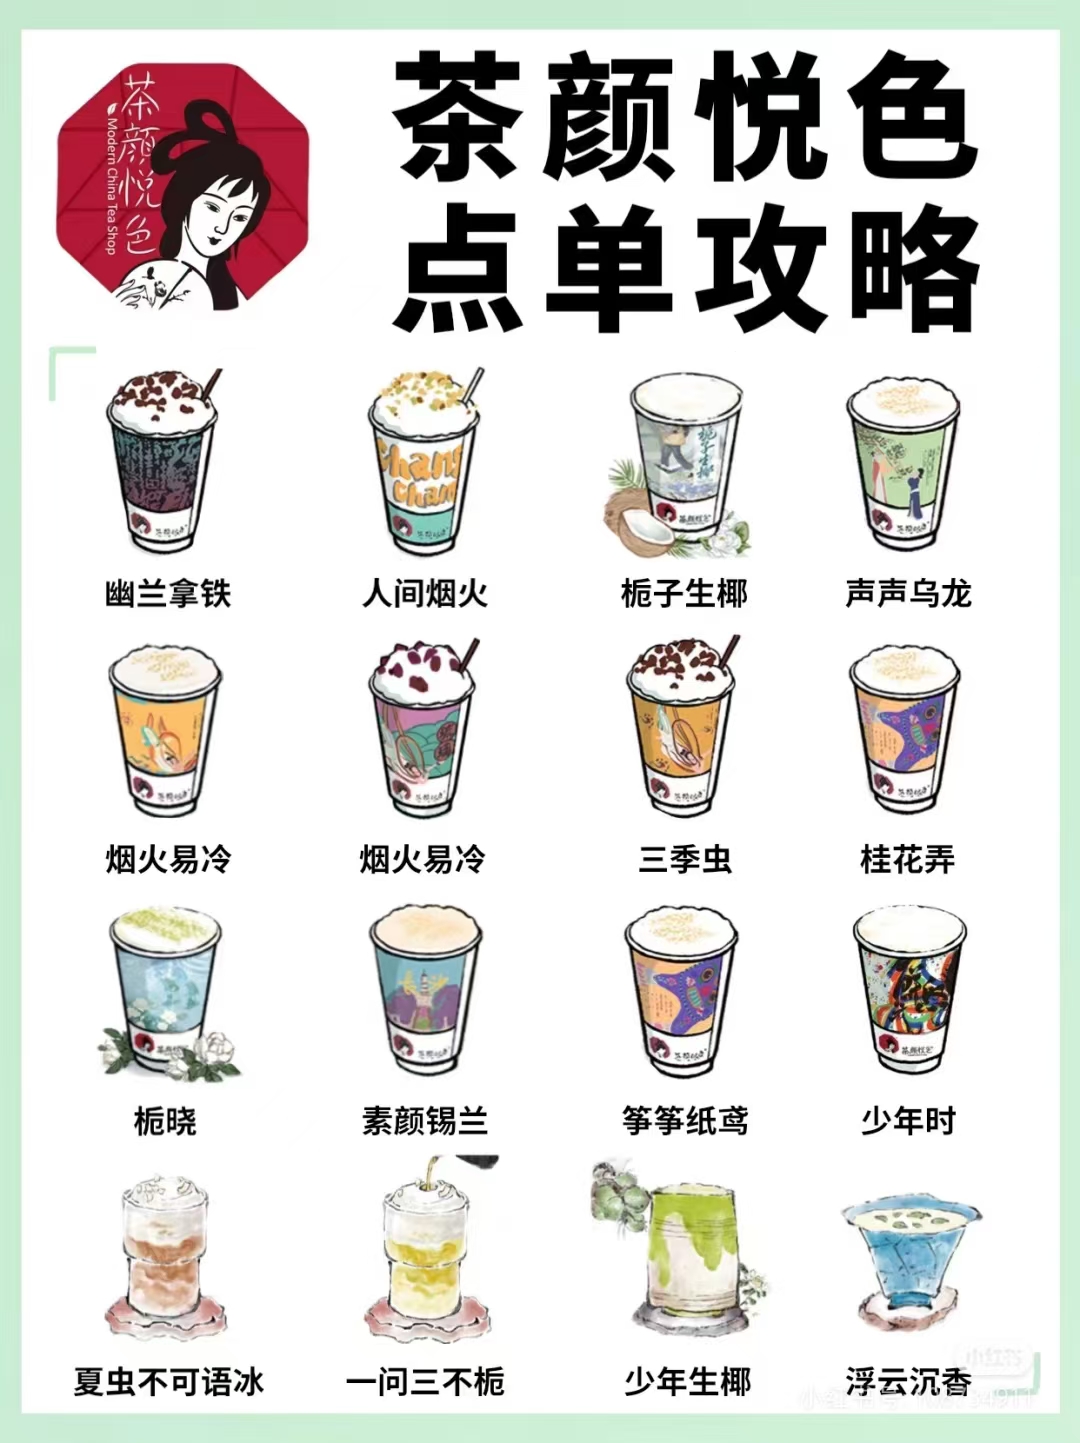 茶颜悦色
Modern China Tea Shop
茶颜悦色
点单攻略
幽兰拿铁
人间烟火
栀子生椰
声声乌龙
烟火易冷
烟火易冷
三季虫
桂花弄
栀晓
素颜锡兰
筝筝纸鸢
少年时
夏虫不可语冰
一问三不栀
少年生椰
浮云沉香
小红书